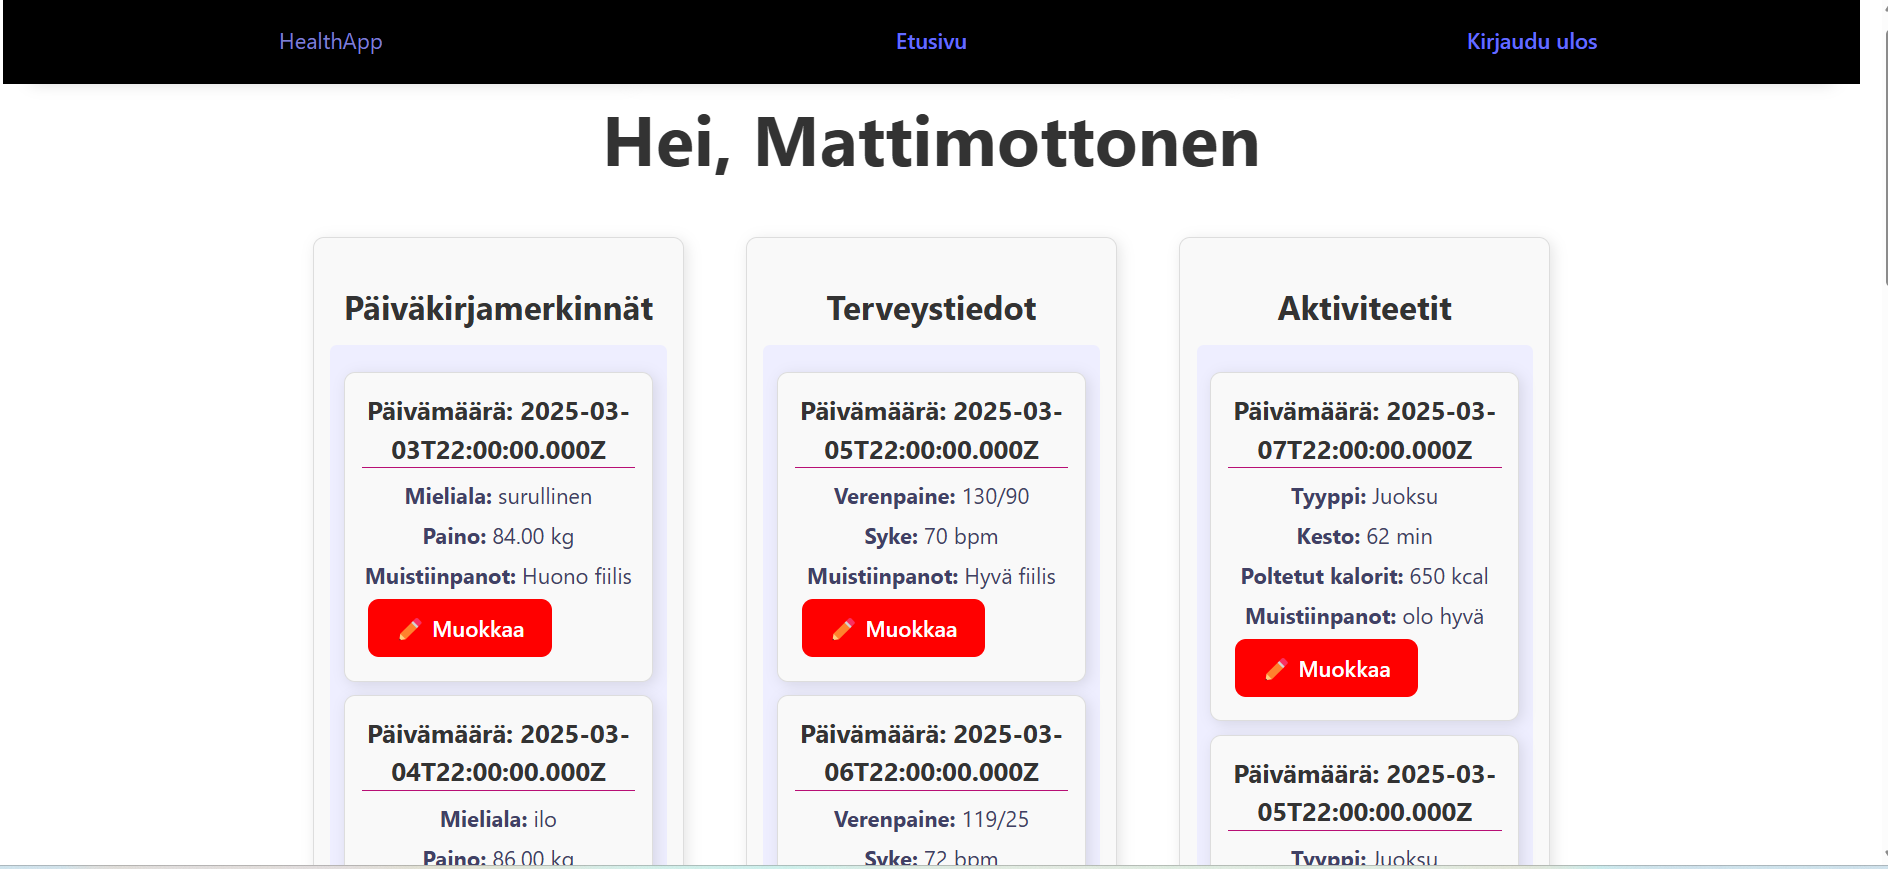 HealthApp
Etusivu
Kirjaudu ulos
Hei, Mattimottonen
Päiväkirjamerkinnät
Päivämäärä: 2025-03-
03T22:00:00.000Z
Mieliala: surullinen
Paino: 84.00 kg
Muistiinpanot: Huono fiilis
Muokkaa
Päivämäärä: 2025-03-
04T22:00:00.000Z
Mieliala: ilo
Paino: 86.00 kg
Terveystiedot
Päivämäärä: 2025-03-
05T22:00:00.000Z
Verenpaine: 130/90
Syke: 70 bpm
Muistiinpanot: Hyvä fiilis
Muokkaa
Päivämäärä: 2025-03-
06T22:00:00.000Z
Verenpaine: 119/25
Syke: 72 bpm
Aktiviteetit
Päivämäärä: 2025-03-
07T22:00:00.000Z
Tyyppi: Juoksu
Kesto: 62 min
Poltetut kalorit: 650 kcal
Muistiinpanot: olo hyvä
Muokkaa
Päivämäärä: 2025-03-
05T22:00:00.000Z
Tyyppi: Juoksu